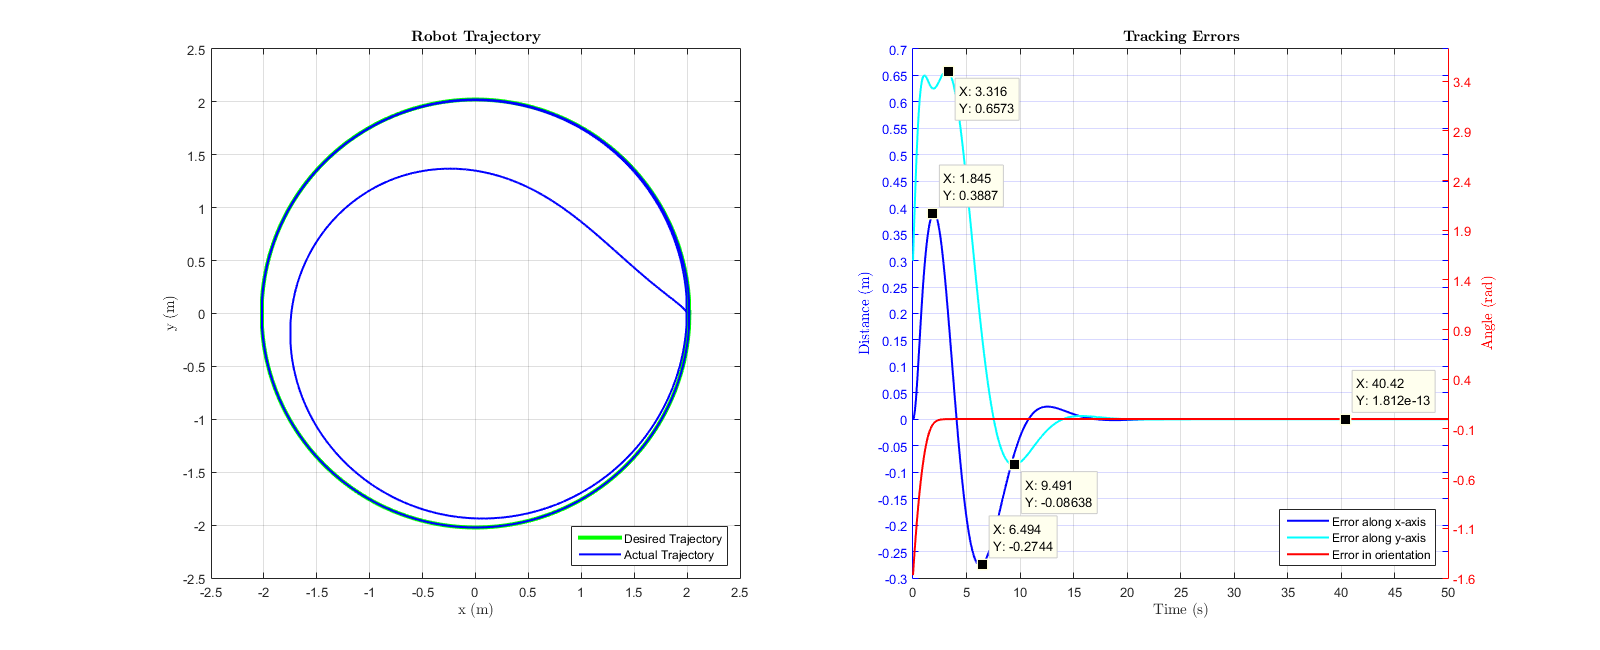 Robot Trajectory
2.5
2
1.5
1
0.5
0
-0.5
-1
-1.5
-2
-2.5
y (m)
-2.5 -2 -1.5 -1 -0.5 0 0.5 1 1.5 2 2.5
x (m)
Desired Trajectory
Actual Trajectory
Tracking Errors
0.7
0.65
0.6
0.55
0.5
0.45
0.4
0.35
0.3
0.25
0.2
0.15
0.1
0.05
0
-0.05
-0.1
-0.15
-0.2
-0.25
-0.3
Distance (m)
X: 3.316
Y: 0.6573
X: 1.845
Y: 0.3887
X: 40.42
Y: 1.812e-13
X: 9.491
Y: -0.08638
X: 6.494
Y: -0.2744
Error along x-axis
Error along y-axis
Error in orientation
3.4
2.9
2.4
1.9
1.4
0.9
0.4
-0.1
-0.6
-1.1
-1.6
Angle (rad)
0 5 10 15 20 25 30 35 40 45 50
Time (s)